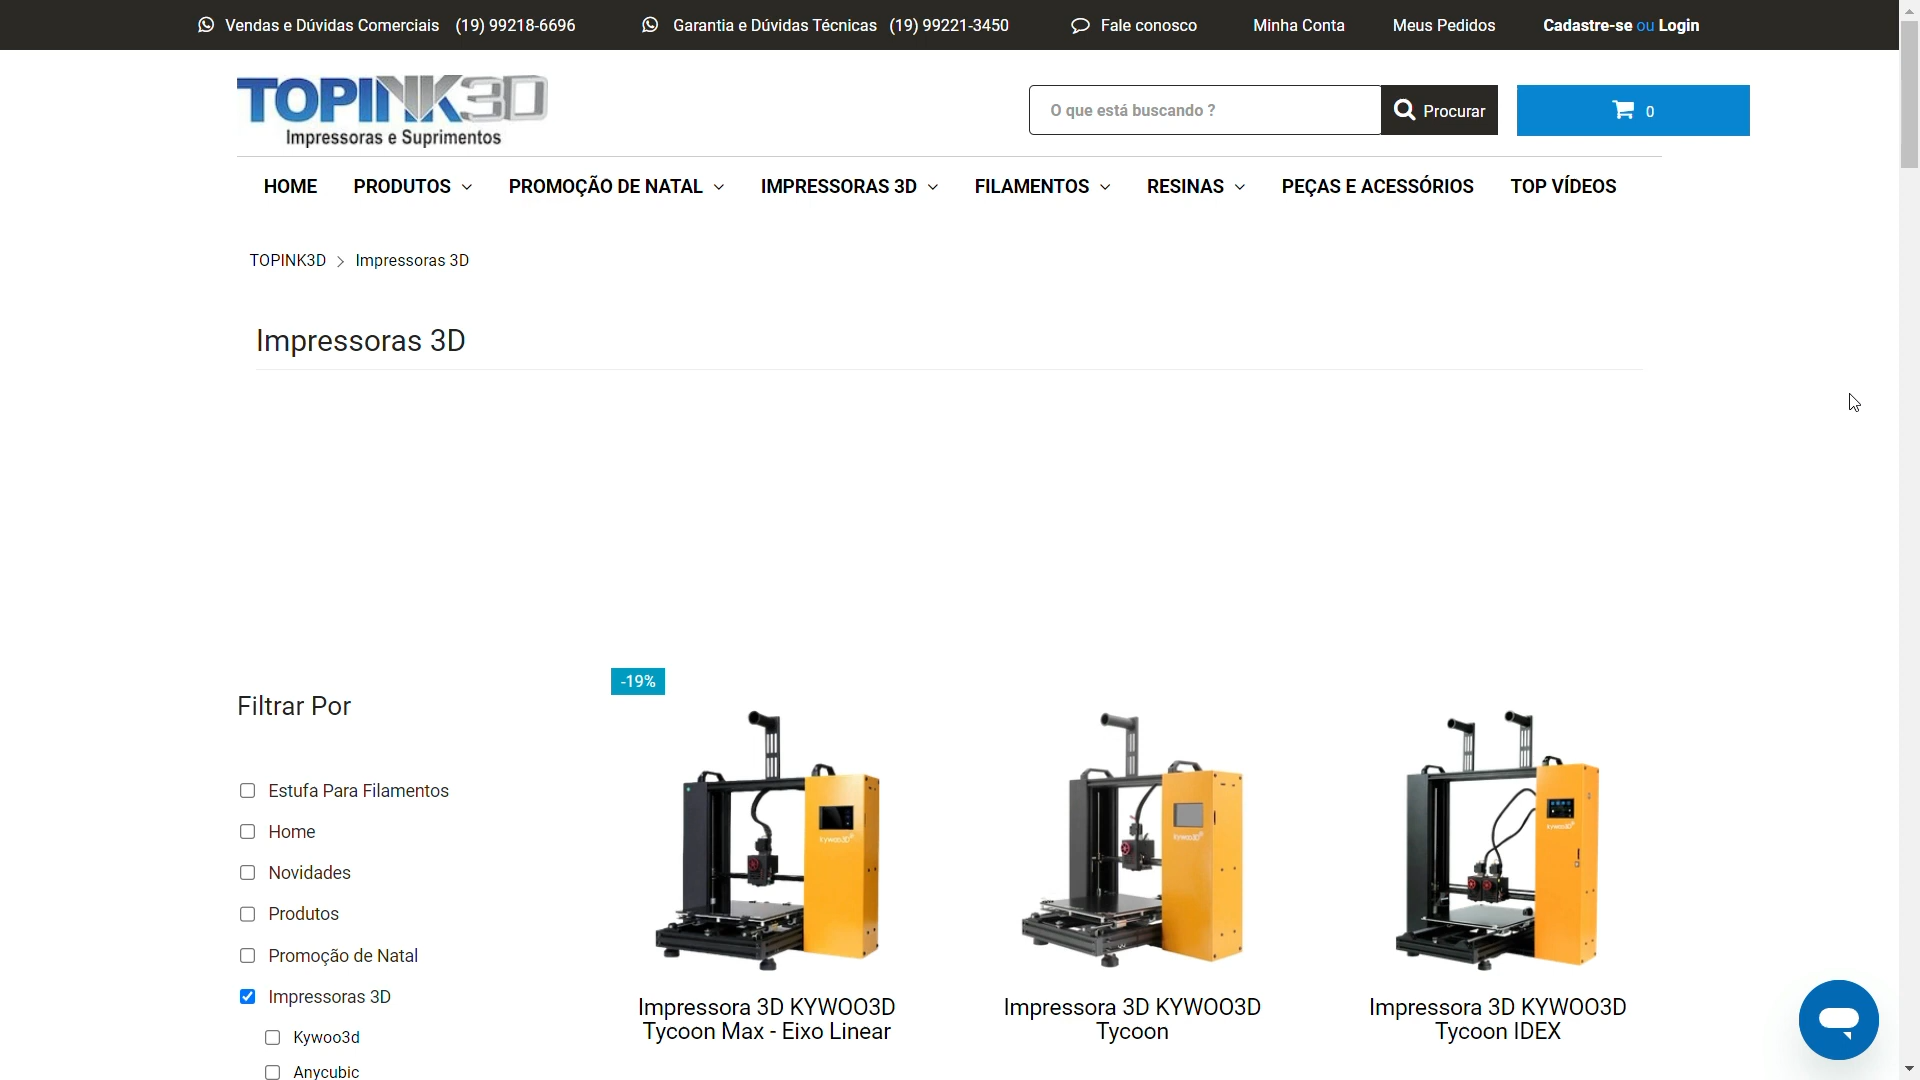 Vendas e Dúvidas Comerciais (19) 99218-6696 Garantia e Dúvidas Técnicas (19) 99221-3450 Fale conosco Minha Conta Meus Pedidos Cadastre-se ou Login
TOPINK3D
Impressoras e Suprimentos
O que está buscando ? Procurar 0
HOME PRODUTOS PROMOÇÃO DE NATAL IMPRESSORAS 3D FILAMENTOS RESINAS PEÇAS E ACESSÓRIOS TOP VÍDEOS
TOPINK3D > Impressoras 3D
Impressoras 3D
Filtrar Por
Estufa Para Filamentos
Home
Novidades
Produtos
Promoção de Natal
Impressoras 3D
Kywoo3d
Anycubic
-19%
Kywoo3D
Impressora 3D KYWOO3D
Tycoon Max - Eixo Linear
Kywoo3D
Impressora 3D KYWOO3D
Tycoon
Kywoo3D
Impressora 3D KYWOO3D
Tycoon IDEX